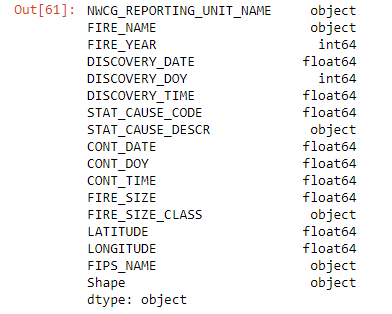 Out[61]: NWCG_REPORTING_UNIT_NAME object
FIRE_NAME object
FIRE_YEAR int64
DISCOVERY_DATE float64
DISCOVERY_DOY int64
DISCOVERY_TIME float64
STAT_CAUSE_CODE float64
STAT_CAUSE_DESCR object
CONT_DATE float64
CONT_DOY float64
CONT_TIME float64
FIRE_SIZE float64
FIRE_SIZE_CLASS object
LATITUDE float64
LONGITUDE float64
FIPS_NAME object
Shape object
dtype: object